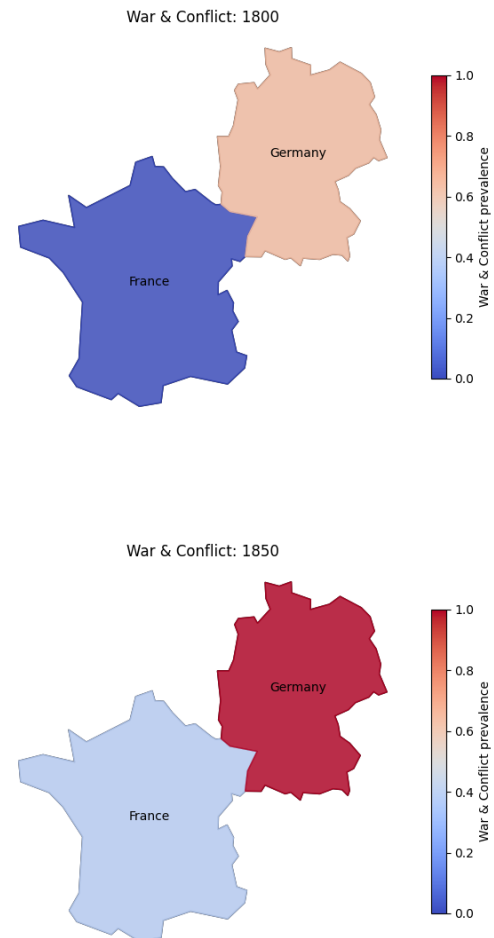 War & Conflict: 1800
Germany
France
1.0
0.8
0.6
0.4
0.2
0.0
War & Conflict prevalence
War & Conflict: 1850
Germany
France
1.0
0.8
0.6
0.4
0.2
0.0
War & Conflict prevalence